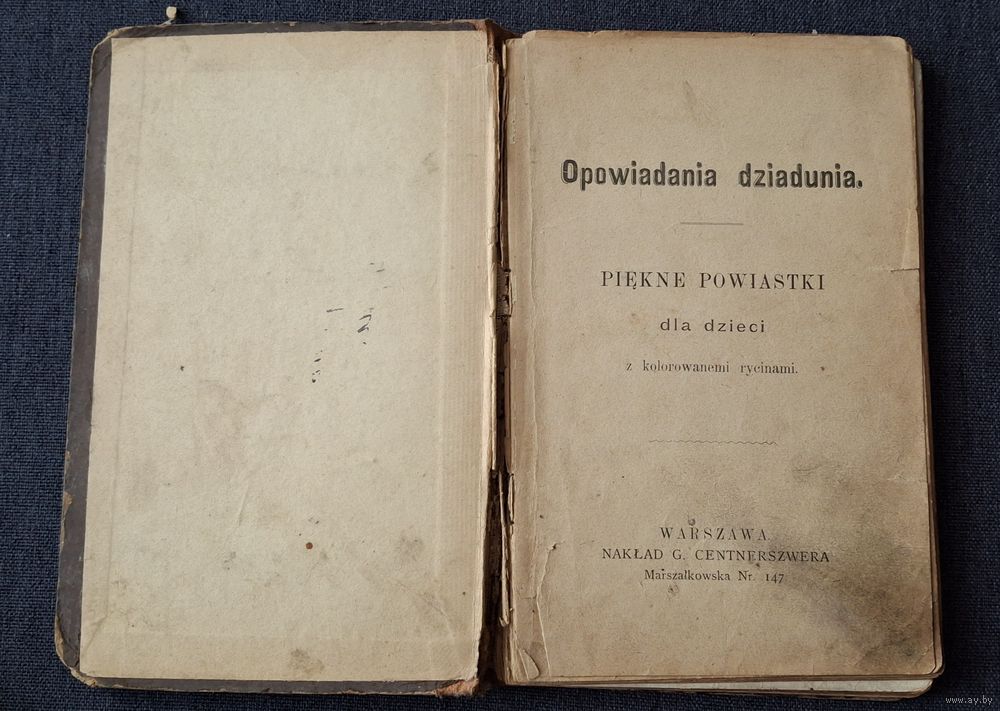 Opowiadania dziadunia.
PIĘKNE POWIASTKI
dla dzieci
z kolorowanemi rycinami.
WARSZAWA
NAKŁAD G. CENTNERSZWERA
Marszałkowska Nr. 147
www.ay.by